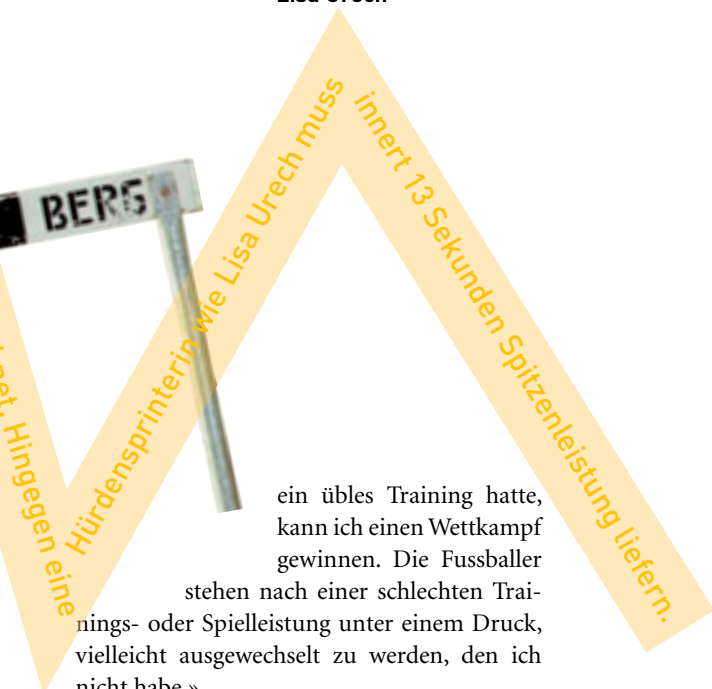 BERG
Hingegen eine
Hürdensprinterin wie Lisa Urech muss
innert 13 Sekunden Spitzenleistung liefern.
ein übles Training hatte,
kann ich einen Wettkampf
gewinnen. Die Fussballer
stehen nach einer schlechten Trai-
nings- oder Spielleistung unter einem Druck,
vielleicht ausgewechselt zu werden, den ich
nicht habe.»